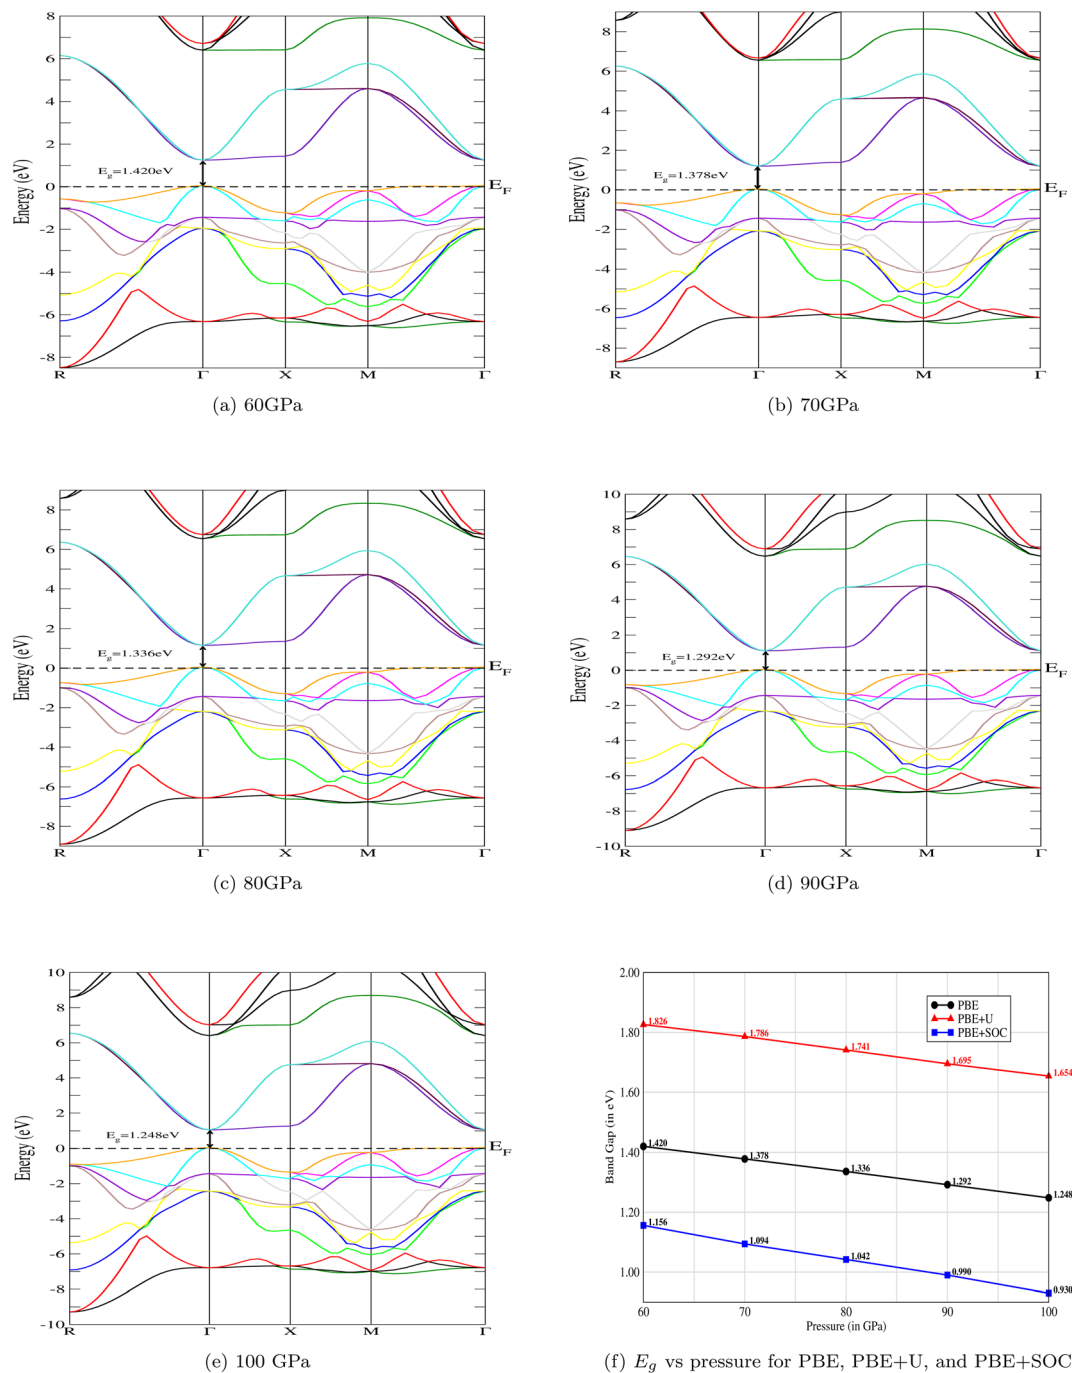 8
6
4
2
0
-2
-4
-6
-8
Energy (eV)
E_g=1.420eV
E_F
R Γ X M Γ
(a) 60GPa
8
6
4
2
0
-2
-4
-6
-8
Energy (eV)
E_g=1.378eV
E_F
R Γ X M Γ
(b) 70GPa
8
6
4
2
0
-2
-4
-6
-8
Energy (eV)
E_g=1.336eV
E_F
R Γ X M Γ
(c) 80GPa
10
8
6
4
2
0
-2
-4
-6
-8
-10
Energy (eV)
E_g=1.292eV
E_F
R Γ X M Γ
(d) 90GPa
10
8
6
4
2
0
-2
-4
-6
-8
-10
Energy (eV)
E_g=1.248eV
E_F
R Γ X M Γ
(e) 100 GPa
2.00
1.80
1.60
1.40
1.20
1.00
Band Gap (in eV)
PBE
PBE+U
PBE+SOC
1.826
1.786
1.741
1.695
1.654
1.420
1.378
1.336
1.292
1.248
1.156
1.094
1.042
0.990
0.930
60 70 80 90 100
Pressure (in GPa)
(f) E_g vs pressure for PBE, PBE+U, and PBE+SOC